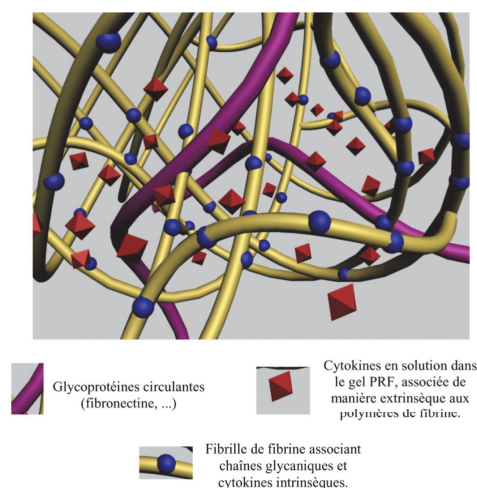 Glycoprotéines circulantes
(fibronectine, ...)
Cytokines en solution dans
le gel PRF, associée de
manière extrinsèque aux
polymères de fibrine.
Fibrille de fibrine associant
chaînes glycaniques et
cytokines intrinsèques.